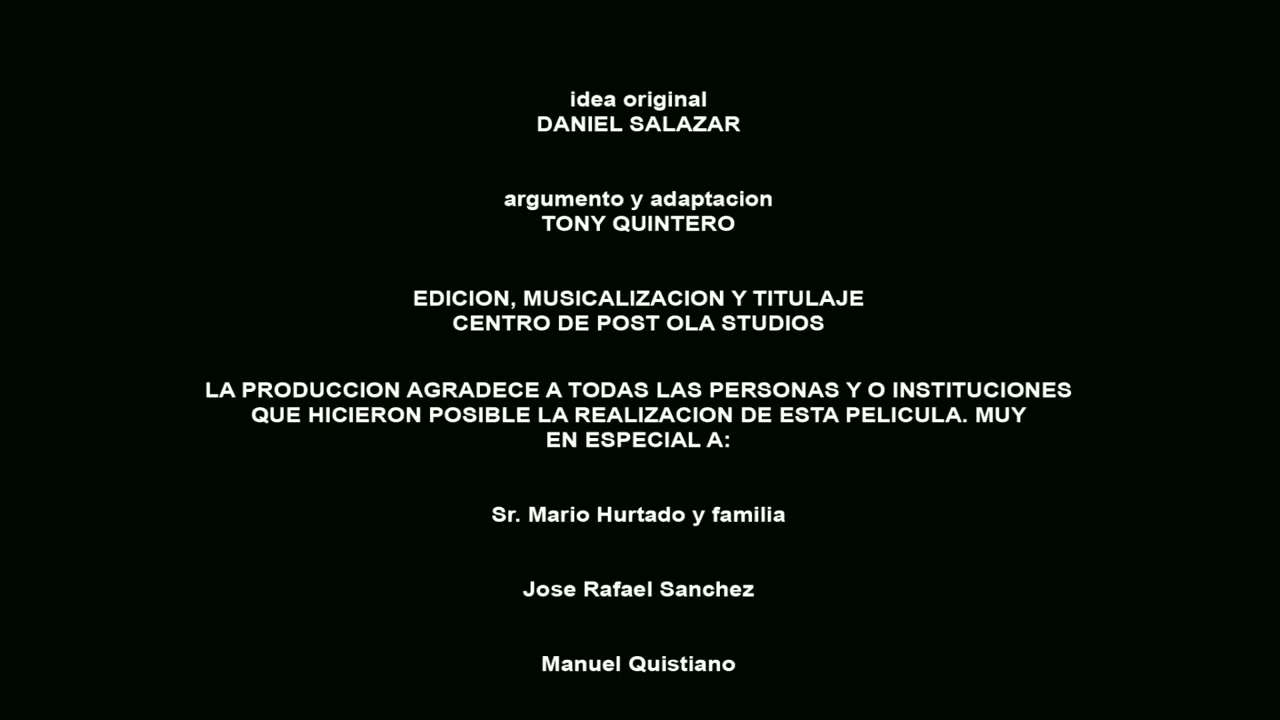 idea original
DANIEL SALAZAR
argumento y adaptacion
TONY QUINTERO
EDICION, MUSICALIZACION Y TITULAJE
CENTRO DE POST OLA STUDIOS
LA PRODUCCION AGRADECE A TODAS LAS PERSONAS Y O INSTITUCIONES
QUE HICIERON POSIBLE LA REALIZACION DE ESTA PELICULA. MUY
EN ESPECIAL A:
Sr. Mario Hurtado y familia
Jose Rafael Sanchez
Manuel Quistiano